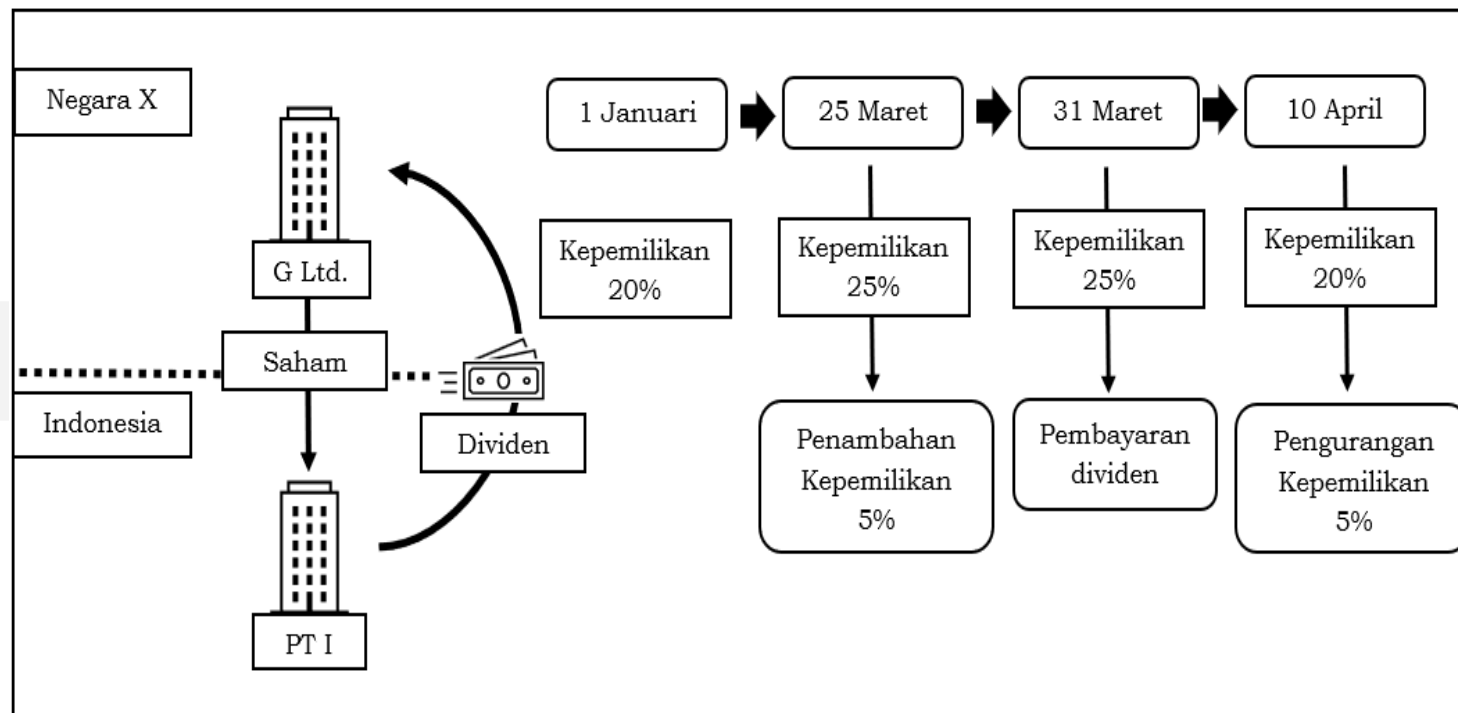 Negara X
1 Januari
25 Maret
31 Maret
10 April
G Ltd.
Kepemilikan
20%
Kepemilikan
25%
Kepemilikan
25%
Kepemilikan
20%
Saham
Indonesia
Dividen
Penambahan
Kepemilikan
5%
Pembayaran
dividen
Pengurangan
Kepemilikan
5%
PT I